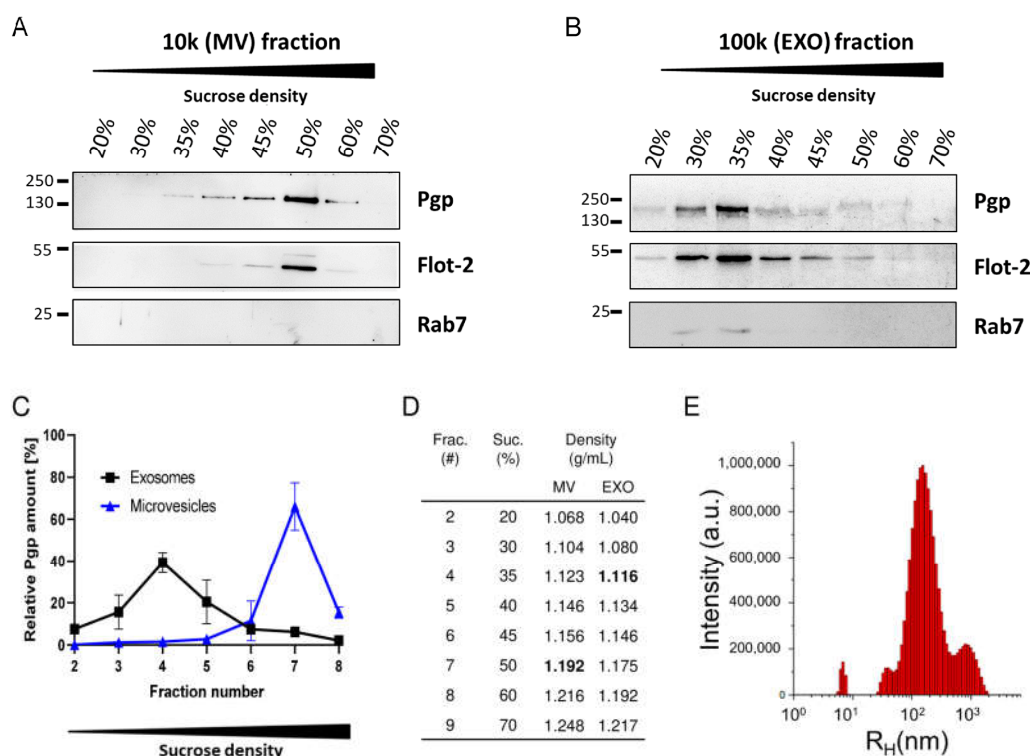 A
10k (MV) fraction
Sucrose density
20% 30% 35% 40% 45% 50% 60% 70%
250
130
Pgp
55
Flot-2
25
Rab7
B
100k (EXO) fraction
Sucrose density
20% 30% 35% 40% 45% 50% 60% 70%
250
130
Pgp
55
Flot-2
25
Rab7
C
Relative Pgp amount [%]
100
80
60
40
20
0
Exosomes
Microvesicles
2 3 4 5 6 7 8
Fraction number
Sucrose density
D
Frac. Suc. Density
(#) (%) (g/mL)
MV EXO
2 20 1.068 1.040
3 30 1.104 1.080
4 35 1.123 1.116
5 40 1.146 1.134
6 45 1.156 1.146
7 50 1.192 1.175
8 60 1.216 1.192
9 70 1.248 1.217
E
Intensity (a.u.)
1,000,000
800,000
600,000
400,000
200,000
0
10⁰ 10¹ 10² 10³
R_H(nm)